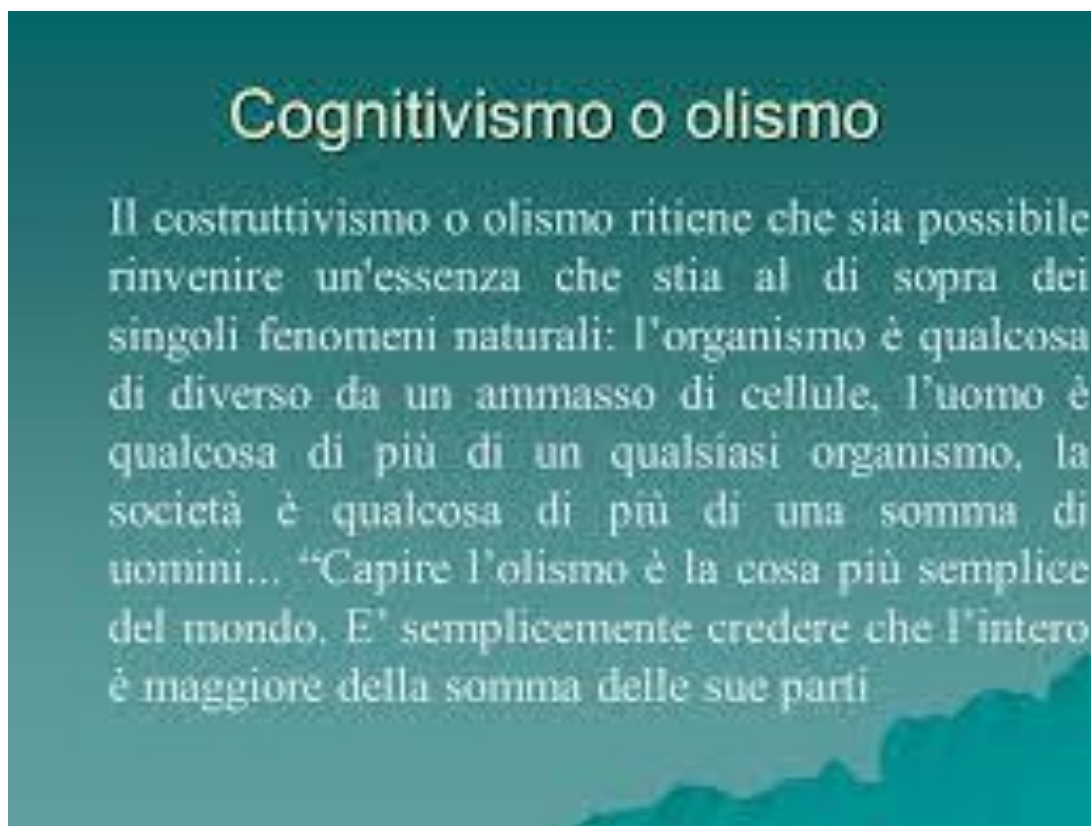 Cognitivismo o olismo
Il costruttivismo o olismo ritiene che sia possibile
rinvenire un'essenza che stia al di sopra dei
singoli fenomeni naturali: l’organismo è qualcosa
di diverso da un ammasso di cellule, l’uomo è
qualcosa di più di un qualsiasi organismo, la
società è qualcosa di più di una somma di
uomini... “Capire l’olismo è la cosa più semplice
del mondo. E’ semplicemente credere che l’intero
è maggiore della somma delle sue parti